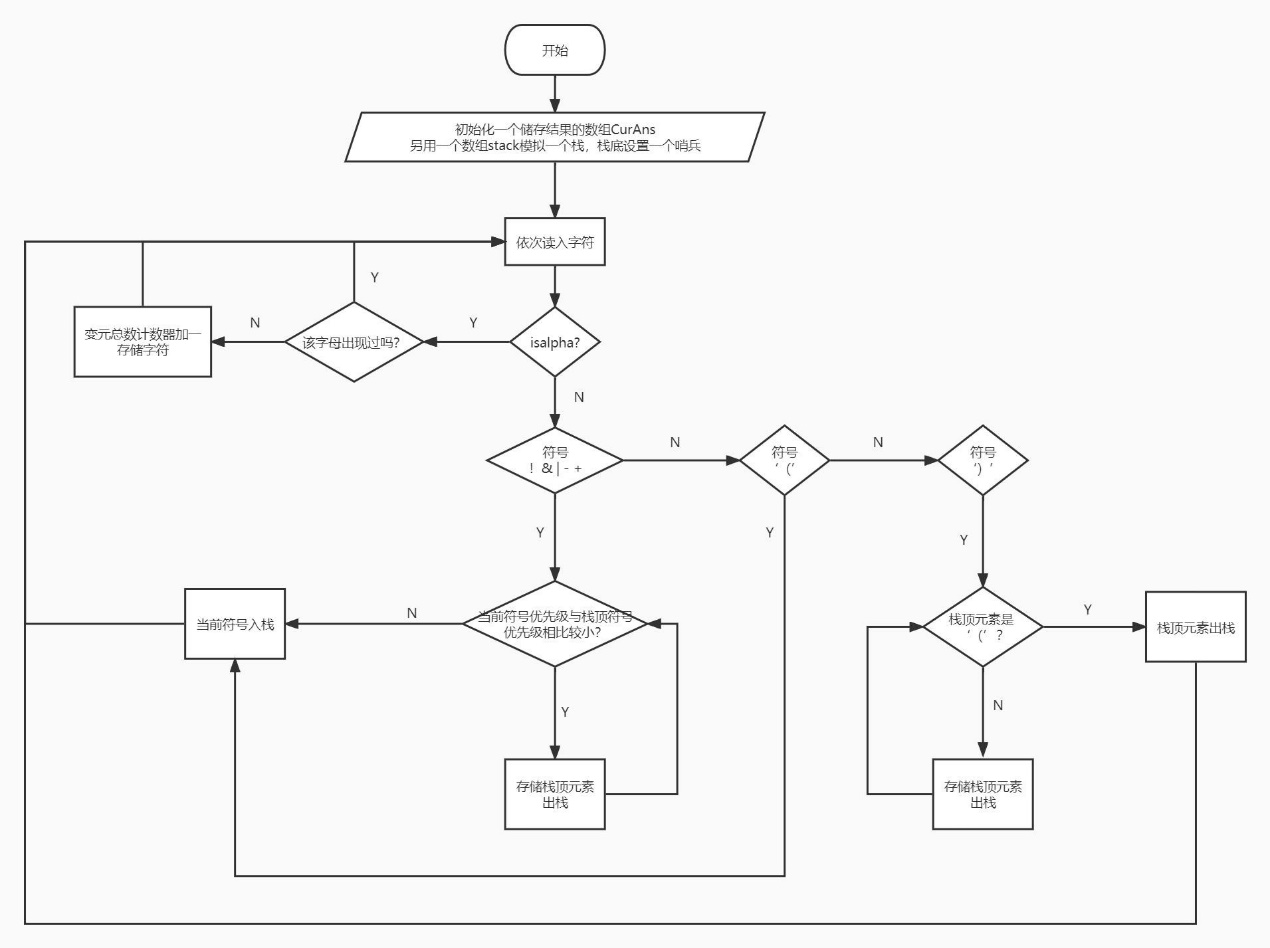 开始
初始化一个储存结果的数组CurAns
另用一个数组stack模拟一个栈，栈底设置一个哨兵
依次读入字符
Y
变元总数计数器加一
存储字符
N
该字母出现过吗?
Y
isalpha?
N
符号
！&|-+
N
符号
‘（’
N
符号
‘）’
Y
Y
Y
当前符号入栈
N
当前符号优先级与栈顶符号
优先级相比较小?
栈顶元素是
‘（’？
Y
栈顶元素出栈
Y
N
存储栈顶元素
出栈
存储栈顶元素
出栈